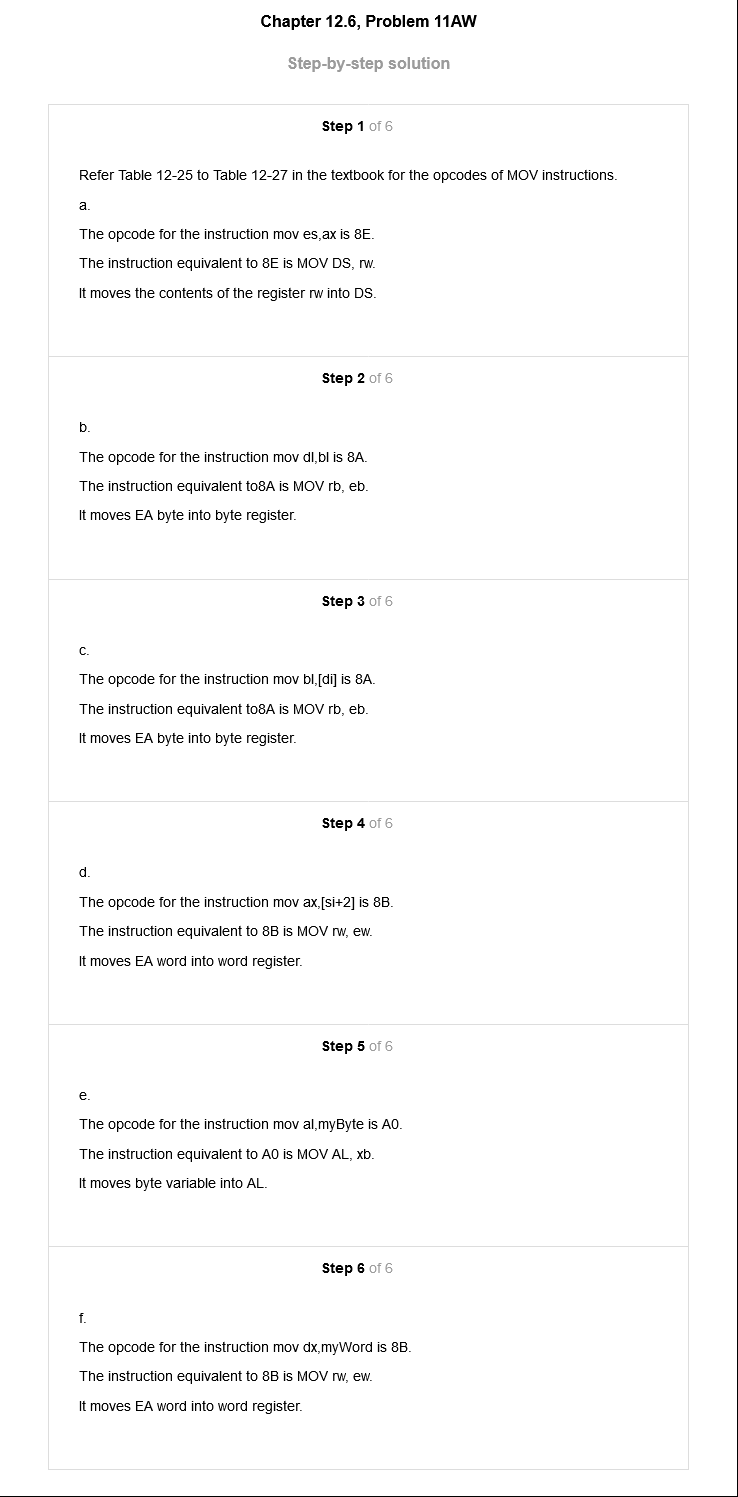 Chapter 12.6, Problem 11AW
Step-by-step solution
Step 1 of 6
Refer Table 12-25 to Table 12-27 in the textbook for the opcodes of MOV instructions.
a.
The opcode for the instruction mov es,ax is 8E.
The instruction equivalent to 8E is MOV DS, rw.
It moves the contents of the register rw into DS.
Step 2 of 6
b.
The opcode for the instruction mov dl,bl is 8A.
The instruction equivalent to8A is MOV rb, eb.
It moves EA byte into byte register.
Step 3 of 6
c.
The opcode for the instruction mov bl,[di] is 8A.
The instruction equivalent to8A is MOV rb, eb.
It moves EA byte into byte register.
Step 4 of 6
d.
The opcode for the instruction mov ax,[si+2] is 8B.
The instruction equivalent to 8B is MOV rw, ew.
It moves EA word into word register.
Step 5 of 6
e.
The opcode for the instruction mov al,myByte is A0.
The instruction equivalent to A0 is MOV AL, xb.
It moves byte variable into AL.
Step 6 of 6
f.
The opcode for the instruction mov dx,myWord is 8B.
The instruction equivalent to 8B is MOV rw, ew.
It moves EA word into word register.